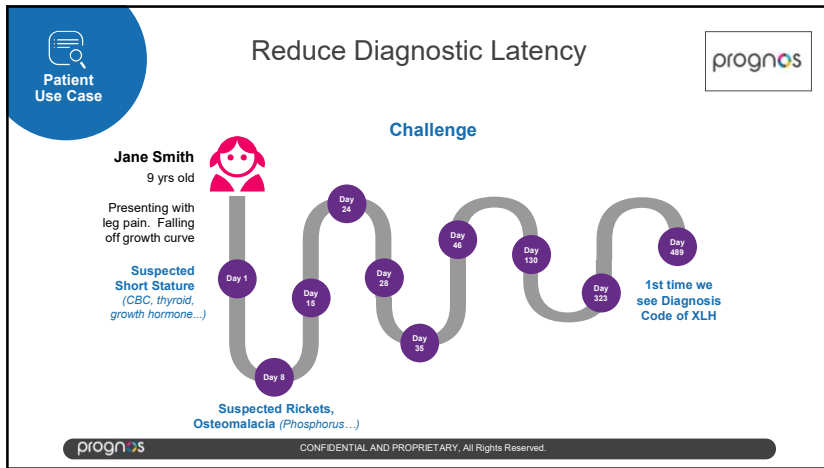 Patient
Use Case
Reduce Diagnostic Latency
prognos
Challenge
Jane Smith
9 yrs old
Presenting with
leg pain. Falling
off growth curve
Suspected
Short Stature
(CBC, thyroid,
growth hormone...)
Day 1
Day 8
Suspected Rickets,
Osteomalacia (Phosphorus…)
Day
15
Day
24
Day
28
Day
35
Day
46
Day
130
Day
323
Day
489
1st time we
see Diagnosis
Code of XLH
prognos
CONFIDENTIAL AND PROPRIETARY, All Rights Reserved.